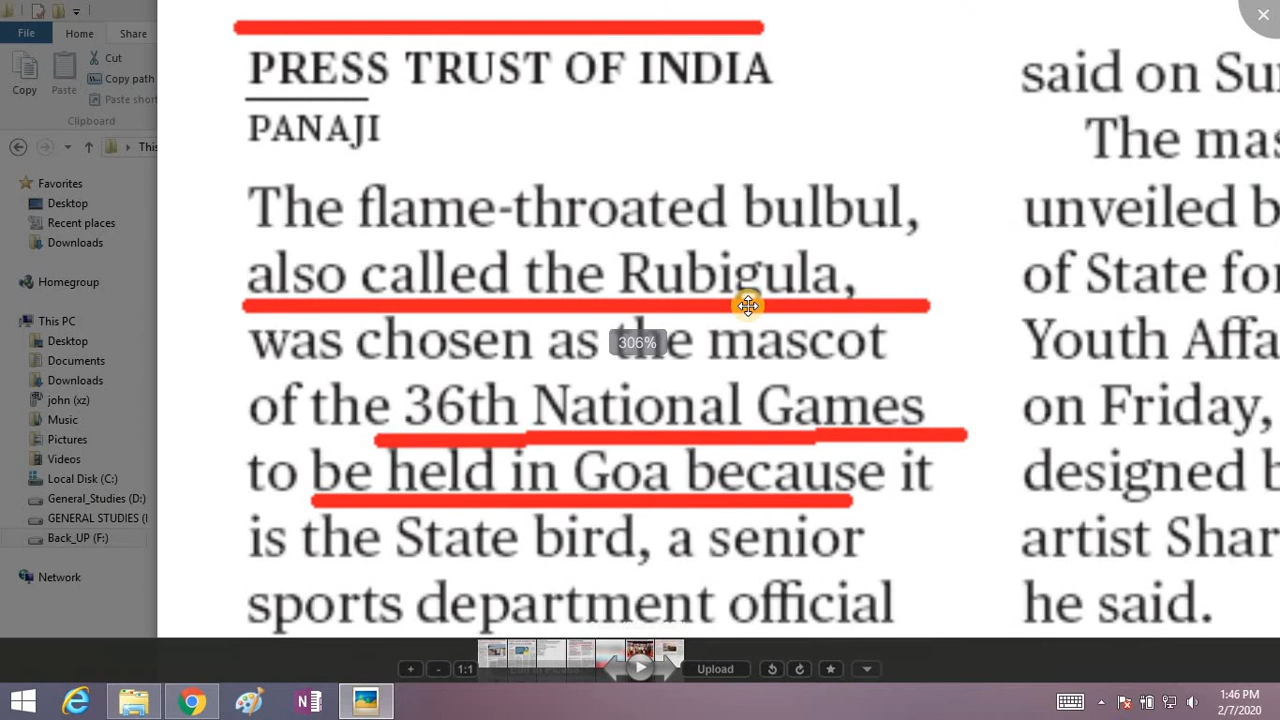 File
Home
Share
Copy
Paste
Cut
Copy path
Paste short
Clipboard
This
Favorites
Desktop
Recent places
Downloads
Homegroup
This PC
Desktop
Documents
Downloads
john (xz)
Music
Pictures
Videos
Local Disk (C:)
General_Studies (D:)
GENERAL STUDIES (
Back_UP (F:)
Network
PRESS TRUST OF INDIA
PANAJI
The flame-throated bulbul,
also called the Rubigula,
was chosen as the mascot
of the 36th National Games
to be held in Goa because it
is the State bird, a senior
sports department official
306%
said on Su
The mas
unveiled b
of State for
Youth Affa
on Friday,
designed b
artist Shar
he said.
1:1
Upload
1:46 PM
2/7/2020